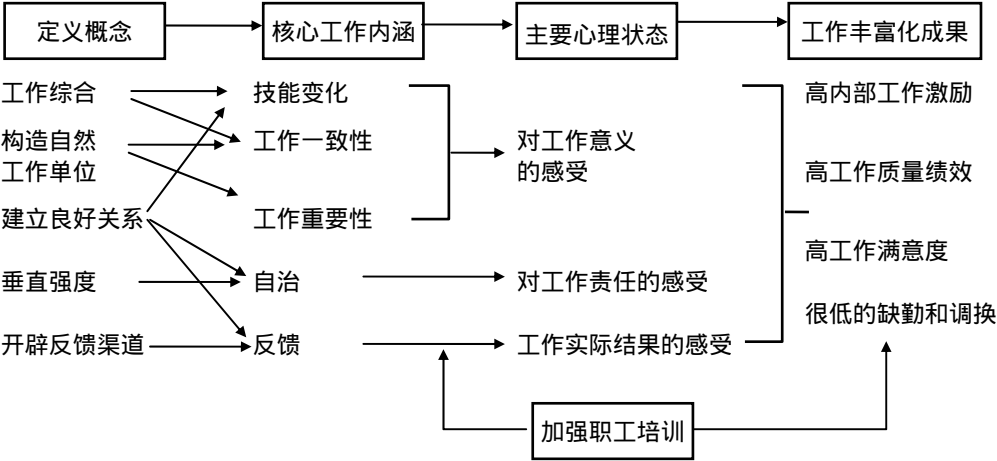 定义概念
核心工作内涵
主要心理状态
工作丰富化成果
工作综合
构造自然
工作单位
建立良好关系
垂直强度
开辟反馈渠道
技能变化
工作一致性
工作重要性
自治
反馈
对工作意义
的感受
对工作责任的感受
工作实际结果的感受
高内部工作激励
高工作质量绩效
高工作满意度
很低的缺勤和调换
加强职工培训